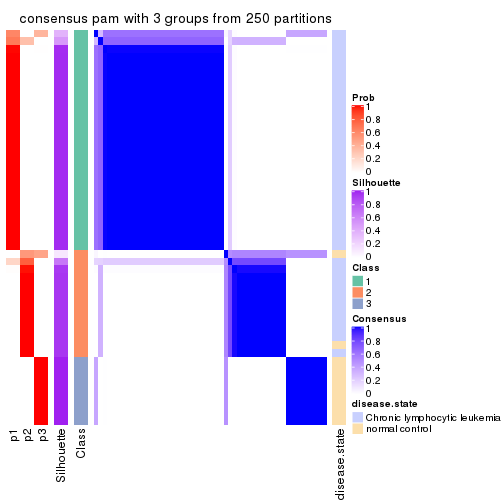 consensus pam with 3 groups from 250 partitions
Prob
1
0.8
0.6
0.4
0.2
0
Silhouette
1
0.8
0.6
0.4
0.2
0
Class
1
2
3
Consensus
1
0.8
0.6
0.4
0.2
0
disease.state
Chronic lymphocytic leukemia
normal control
p1
p2
p3
Silhouette
Class
disease.state